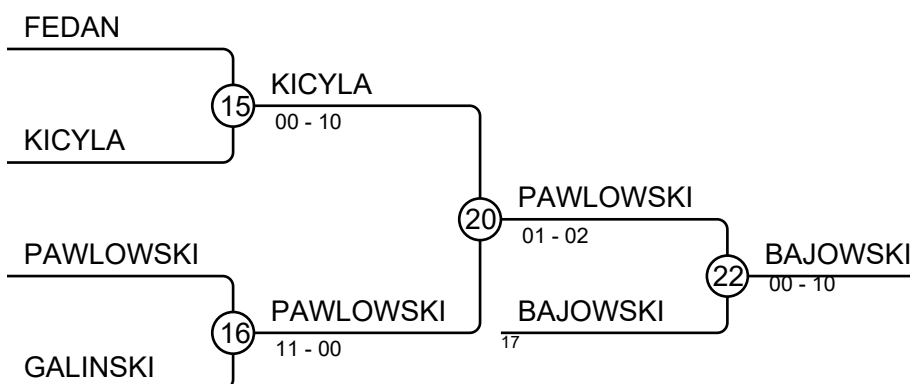 FEDAN
15
KICYLA
00 - 10
KICYLA
20
PAWLOWSKI
01 - 02
PAWLOWSKI
22
BAJOWSKI
00 - 10
16
PAWLOWSKI
11 - 00
BAJOWSKI
17
GALINSKI